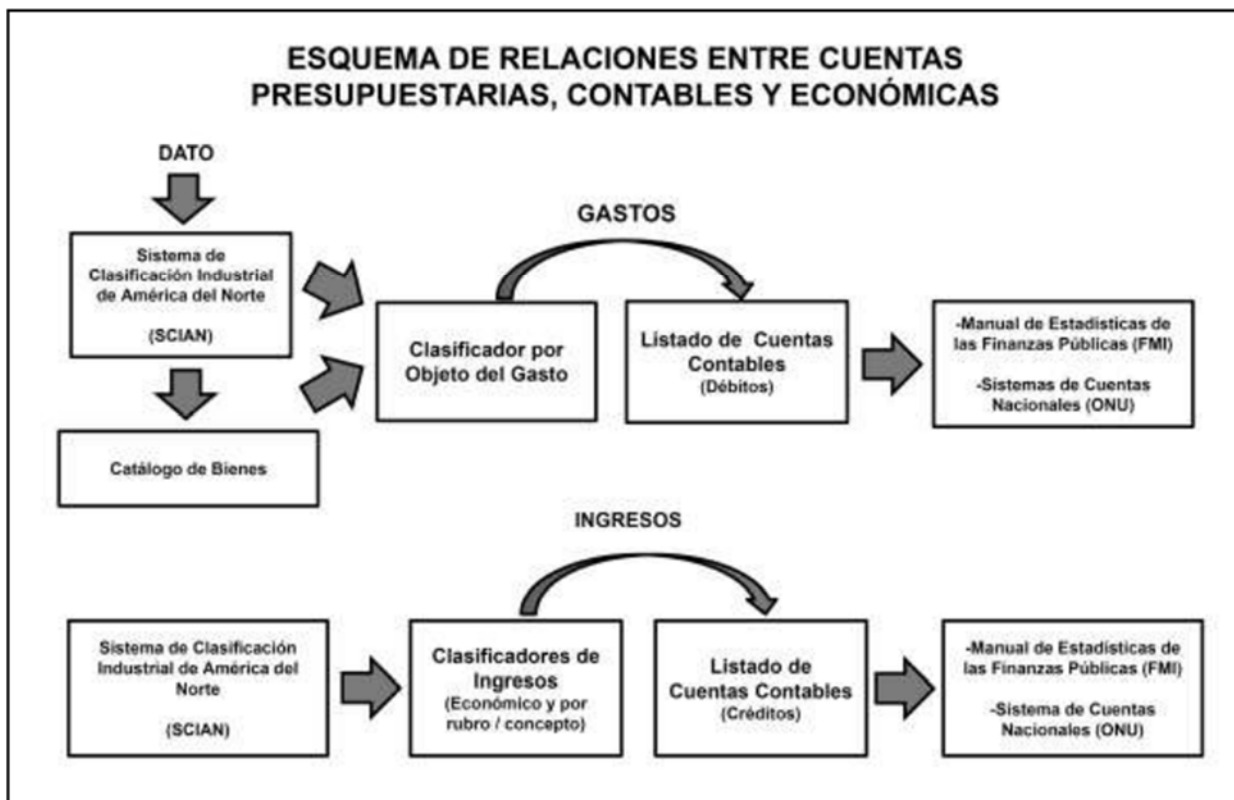 ESQUEMA DE RELACIONES ENTRE CUENTAS
PRESUPUESTARIAS, CONTABLES Y ECONÓMICAS
DATO
Sistema de
Clasificación Industrial
de América del Norte
(SCIAN)
Catálogo de Bienes
GASTOS
Clasificador por
Objeto del Gasto
Listado de Cuentas
Contables
(Débitos)
-Manual de Estadísticas de
las Finanzas Públicas (FMI)
-Sistemas de Cuentas
Nacionales (ONU)
INGRESOS
Sistema de Clasificación
Industrial de América del
Norte
(SCIAN)
Clasificadores de
Ingresos
(Económico y por
rubro / concepto)
Listado de
Cuentas Contables
(Créditos)
-Manual de Estadísticas de
las Finanzas Públicas (FMI)
-Sistema de Cuentas
Nacionales (ONU)